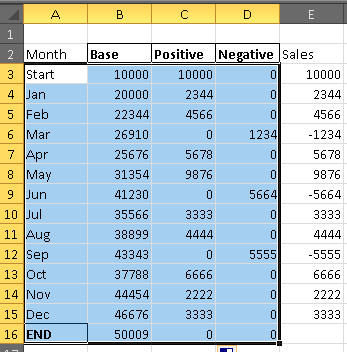 A B C D E
1
2 Month Base Positive Negative Sales
3 Start 10000 10000 0 10000
4 Jan 20000 2344 0 2344
5 Feb 22344 4566 0 4566
6 Mar 26910 0 1234 -1234
7 Apr 25676 5678 0 5678
8 May 31354 9876 0 9876
9 Jun 41230 0 5664 -5664
10 Jul 35566 3333 0 3333
11 Aug 38899 4444 0 4444
12 Sep 43343 0 5555 -5555
13 Oct 37788 6666 0 6666
14 Nov 44454 2222 0 2222
15 Dec 46676 3333 0 3333
16 END 50009 0 0